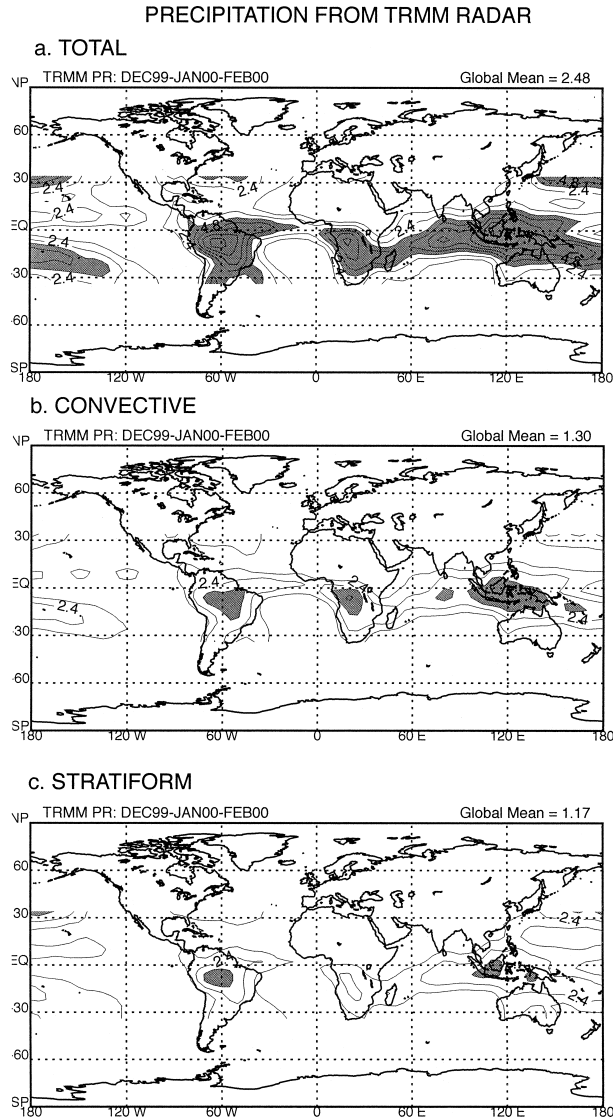 PRECIPITATION FROM TRMM RADAR
a. TOTAL
TRMM PR: DEC99-JAN00-FEB00 Global Mean = 2.48
NP
60
30
EQ
30
60
SP
2.4
2.4
2.4
2.4
2.4
4.8
2.4
4.8
2.4
180 120 W 60 W 0 60 E 120 E 180
b. CONVECTIVE
TRMM PR: DEC99-JAN00-FEB00 Global Mean = 1.30
NP
60
30
EQ
30
60
SP
2.4
2.4
2.4
180 120 W 60 W 0 60 E 120 E 180
c. STRATIFORM
TRMM PR: DEC99-JAN00-FEB00 Global Mean = 1.17
NP
60
30
EQ
30
60
SP
2.4
2.4
180 120 W 60 W 0 60 E 120 E 180